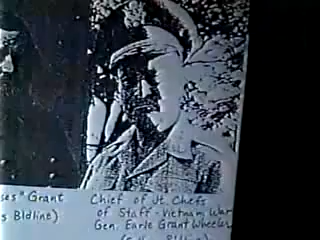 ses" Grant
s Bldline)
Chief of Jt. Chefs
of Staff - Vietnam War
Gen. Earle Grant Wheeler